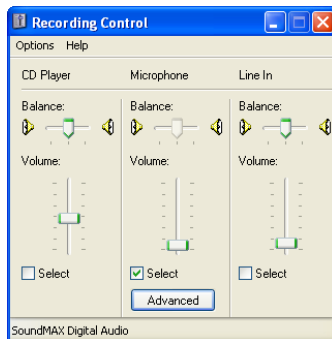 Recording Control
Options Help
CD Player Microphone Line In
Balance: Balance: Balance:
Volume: Volume: Volume:
Select Select Select
Advanced
SoundMAX Digital Audio